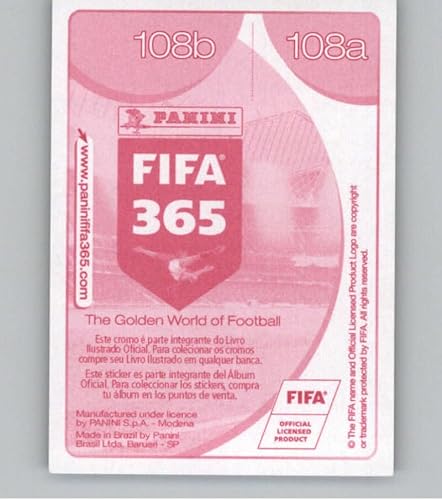 108b
108a
PANINI
FIFA
365
www.paninififa365.com
The Golden World of Football
Este cromo é parte integrante do Livro
Ilustrado Oficial. Para colecionar os cromos
compre seu Livro Ilustrado em qualquer banca.
Este sticker es parte integrante del Álbum
Oficial. Para coleccionar los stickers, compra
tu álbum en los puntos de venta.
Manufactured under licence
by PANINI S.p.A. - Modena
Made in Brazil by Panini
Brasil Ltda, Barueri - SP
FIFA®
OFFICIAL
LICENSED
PRODUCT
© The FIFA name and Official Licensed Product Logo are copyright
or trademark protected by FIFA. All rights reserved.